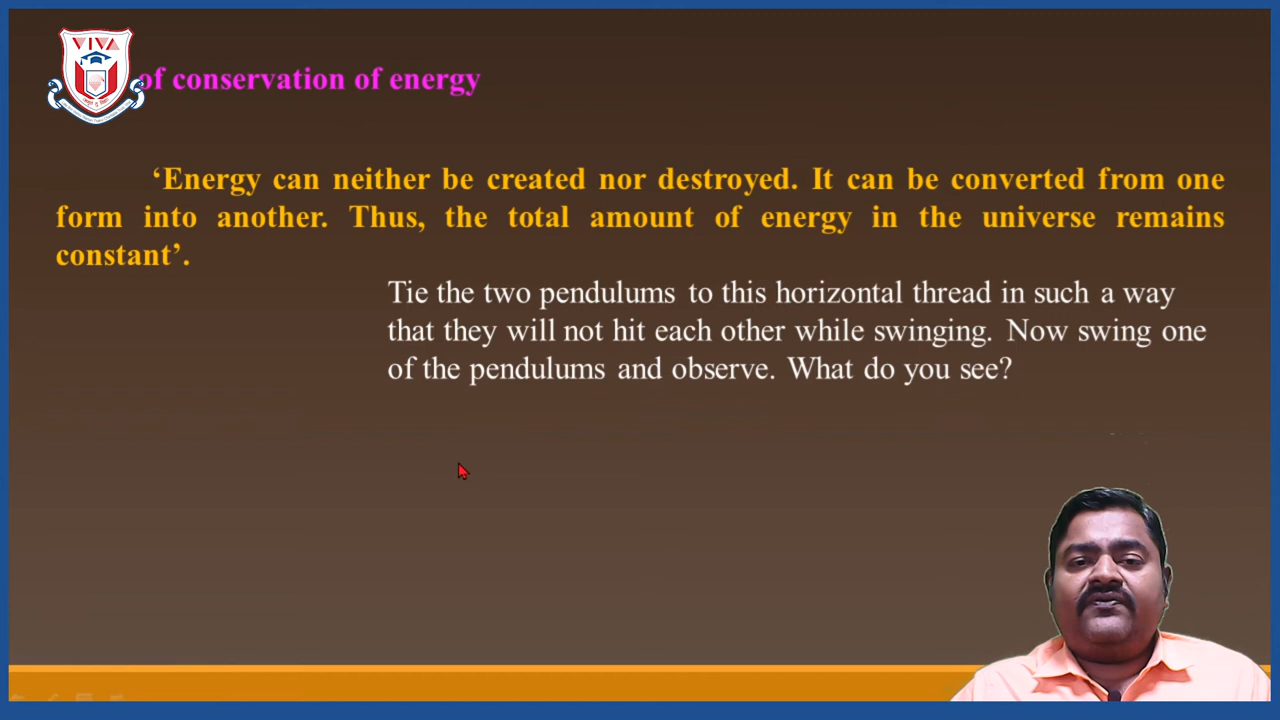 VIVA
of conservation of energy
‘Energy can neither be created nor destroyed. It can be converted from one
form into another. Thus, the total amount of energy in the universe remains
constant’.
Tie the two pendulums to this horizontal thread in such a way
that they will not hit each other while swinging. Now swing one
of the pendulums and observe. What do you see?